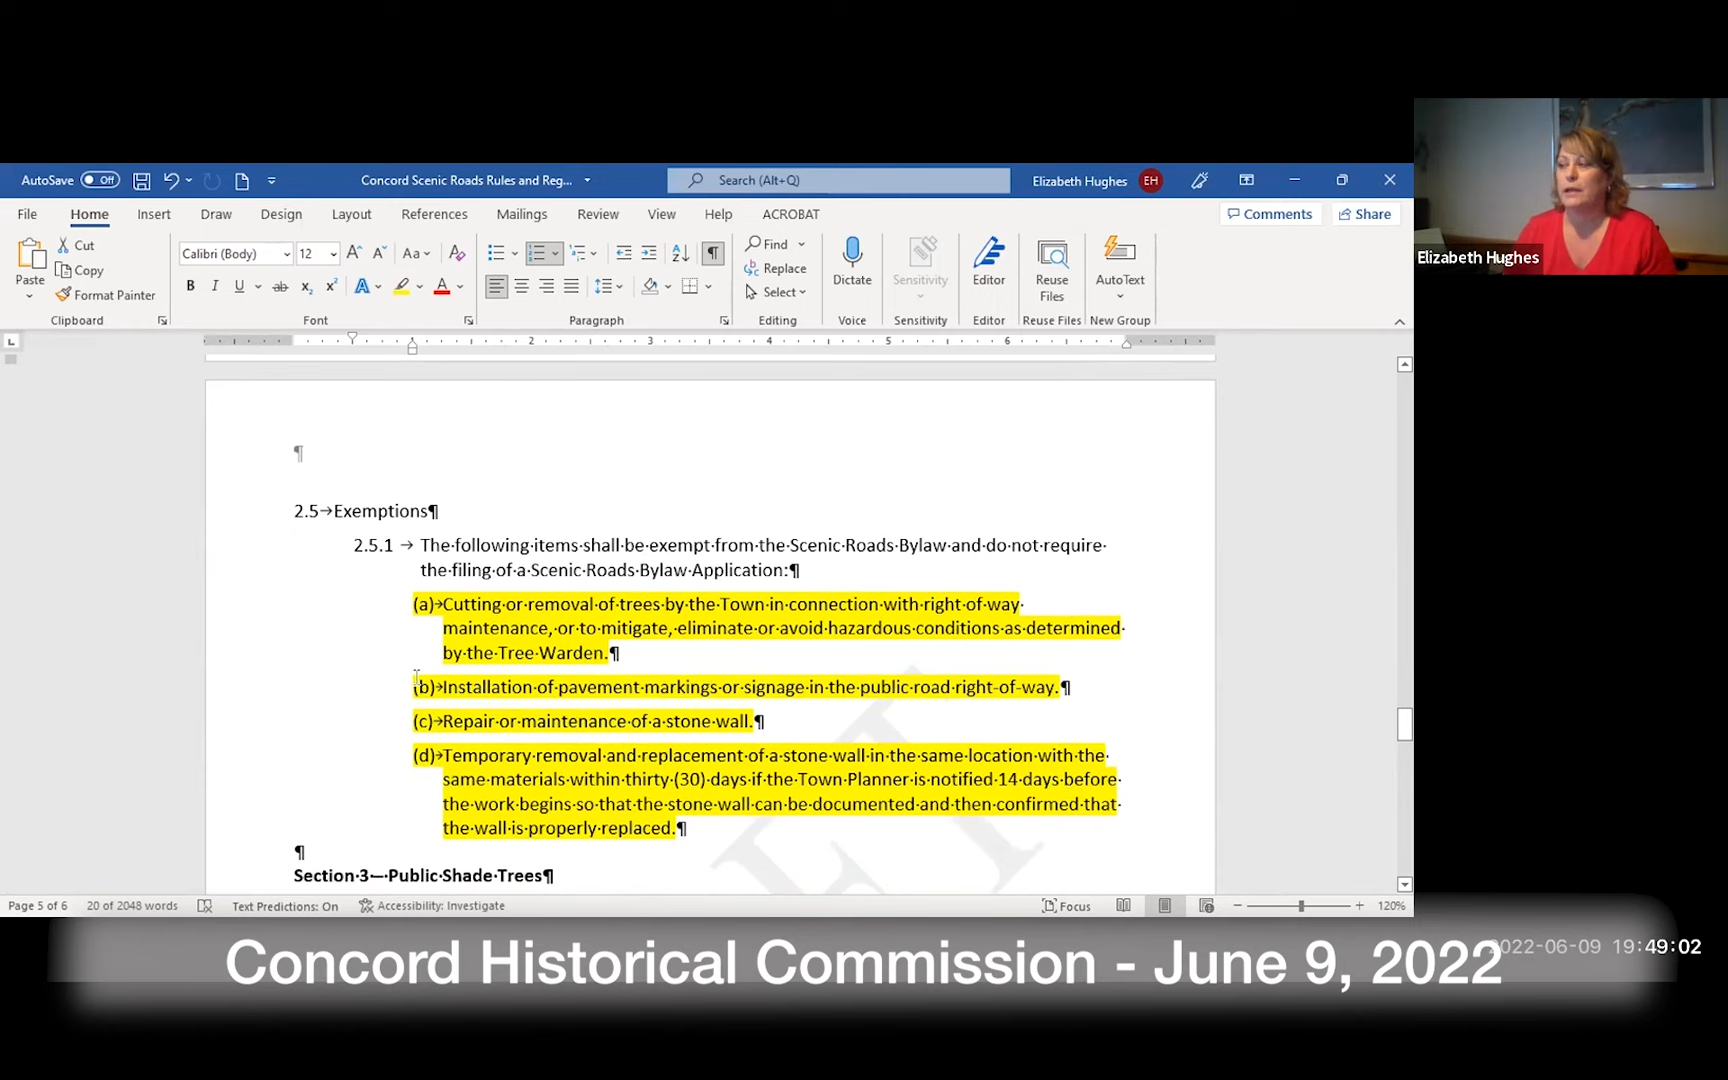 AutoSave Off
Concord Scenic Roads Rules and Reg...
Search (Alt+Q)
Elizabeth Hughes EH
File Home Insert Draw Design Layout References Mailings Review View Help ACROBAT
Comments Share
Paste
Cut
Copy
Format Painter
Clipboard
Calibri (Body) 12
Font
Paragraph
Find
Replace
Select
Editing
Dictate
Voice
Sensitivity
Sensitivity
Editor
Editor
Reuse
Files
Reuse Files
AutoText
New Group
1 2 3 4 5 6
¶
2.5→Exemptions¶
2.5.1 → The·following·items·shall·be·exempt·from·the·Scenic·Roads·Bylaw·and·do·not·require·
the·filing·of·a·Scenic·Roads·Bylaw·Application:¶
(a)→Cutting·or·removal·of·trees·by·the·Town·in·connection·with·right·of·way·
maintenance,·or·to·mitigate,·eliminate·or·avoid·hazardous·conditions·as·determined·
by·the·Tree·Warden.¶
(b)→Installation·of·pavement·markings·or·signage·in·the·public·road·right-of-way.¶
(c)→Repair·or·maintenance·of·a·stone·wall.¶
(d)→Temporary·removal·and·replacement·of·a·stone·wall·in·the·same·location·with·the·
same·materials·within·thirty·(30)·days·if·the·Town·Planner·is·notified·14·days·before·
the·work·begins·so·that·the·stone·wall·can·be·documented·and·then·confirmed·that·
the·wall·is·properly·replaced.¶
¶
Section·3·–·Public·Shade·Trees¶
Page 5 of 6 20 of 2048 words Text Predictions: On Accessibility: Investigate
Focus 120%
Elizabeth Hughes
Concord Historical Commission - June 9, 2022
2022-06-09 19:49:02